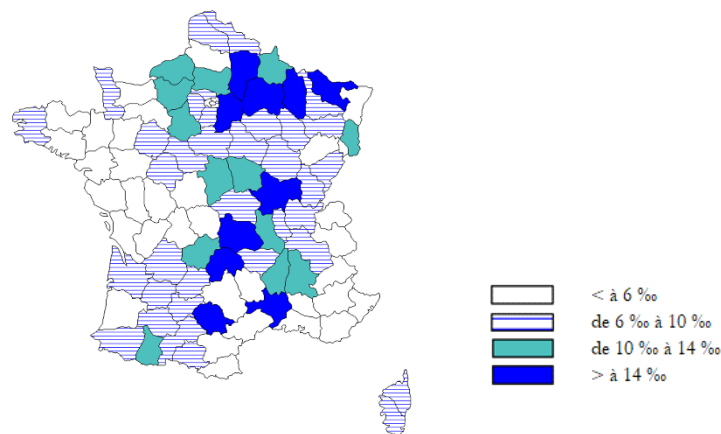 < à 6 ‰
de 6 ‰ à 10 ‰
de 10 ‰ à 14 ‰
> à 14 ‰